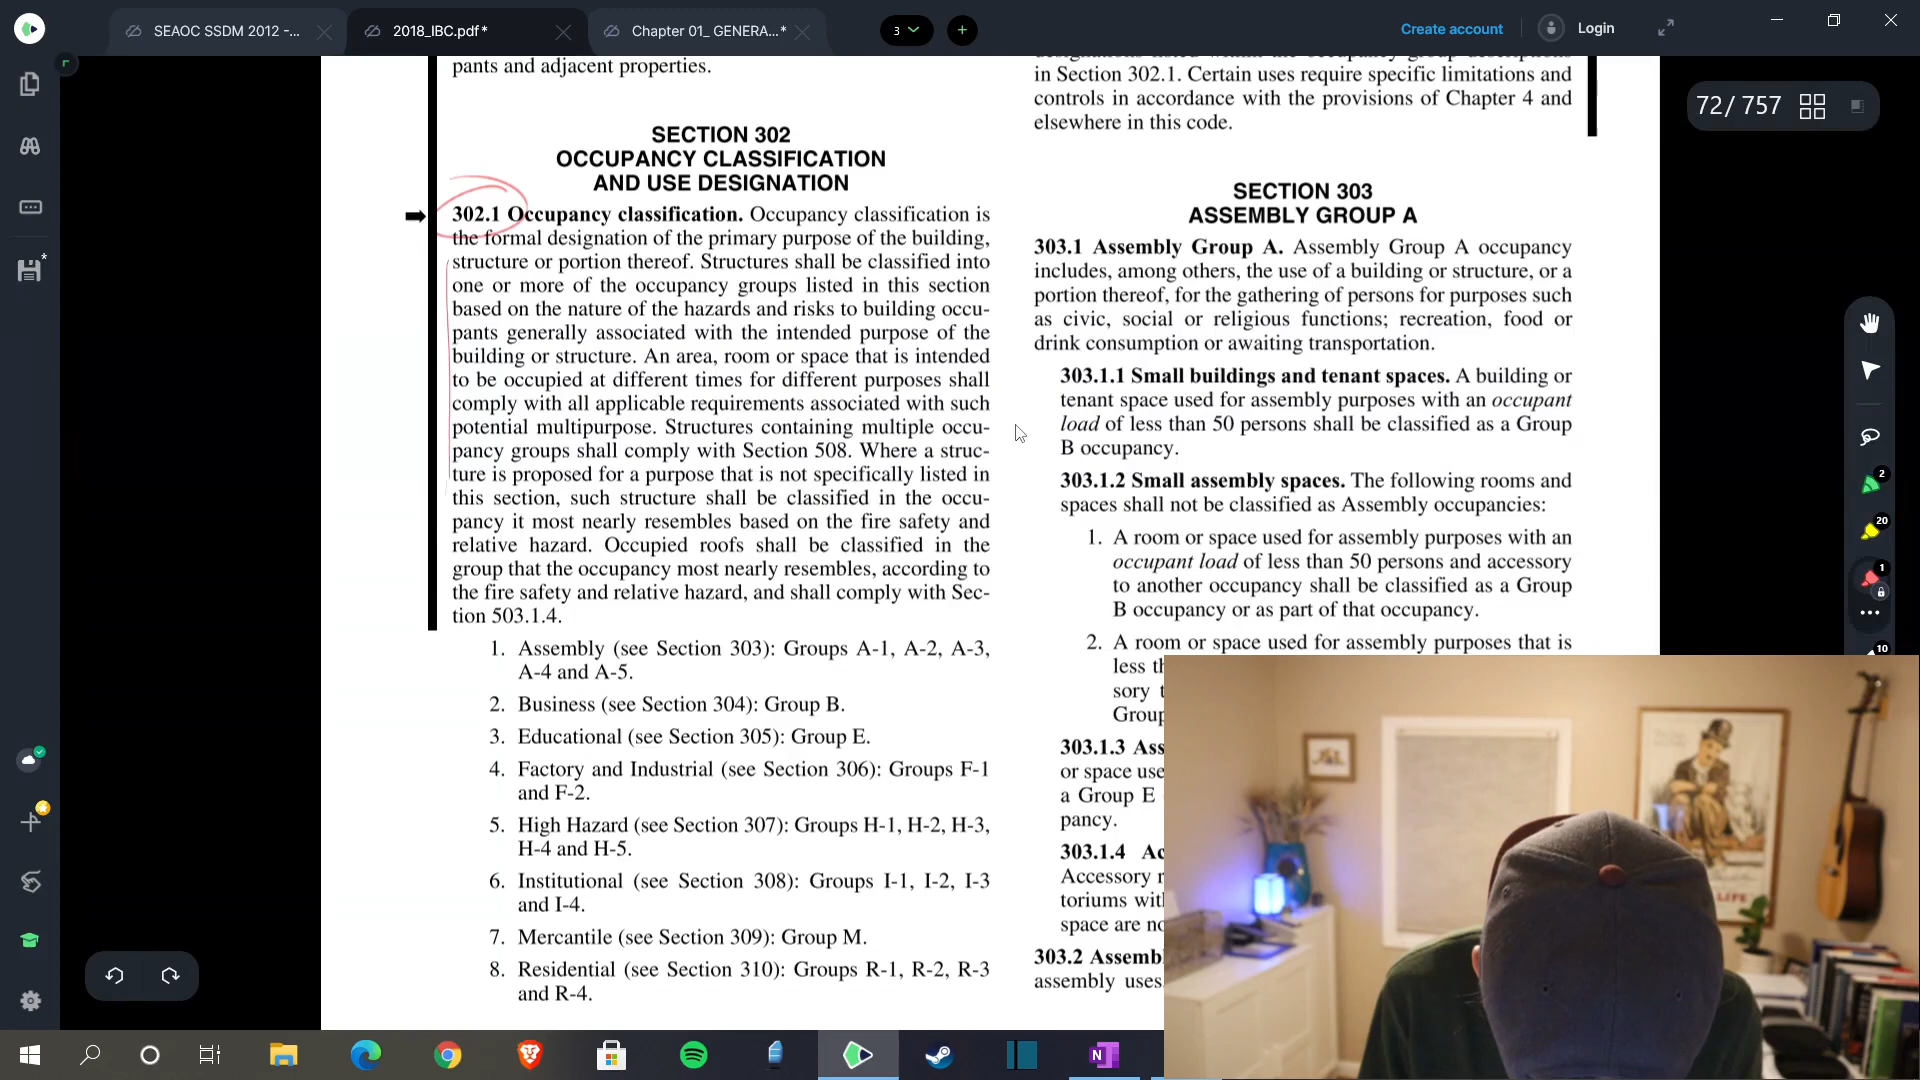 SEAOC SSDM 2012 -...
2018_IBC.pdf*
Chapter 01_ GENERA...*
3
Create account
Login
72/ 757
pants and adjacent properties.
SECTION 302
OCCUPANCY CLASSIFICATION
AND USE DESIGNATION
302.1 Occupancy classification. Occupancy classification is
the formal designation of the primary purpose of the building,
structure or portion thereof. Structures shall be classified into
one or more of the occupancy groups listed in this section
based on the nature of the hazards and risks to building occu-
pants generally associated with the intended purpose of the
building or structure. An area, room or space that is intended
to be occupied at different times for different purposes shall
comply with all applicable requirements associated with such
potential multipurpose. Structures containing multiple occu-
pancy groups shall comply with Section 508. Where a struc-
ture is proposed for a purpose that is not specifically listed in
this section, such structure shall be classified in the occu-
pancy it most nearly resembles based on the fire safety and
relative hazard. Occupied roofs shall be classified in the
group that the occupancy most nearly resembles, according to
the fire safety and relative hazard, and shall comply with Sec-
tion 503.1.4.
1. Assembly (see Section 303): Groups A-1, A-2, A-3,
A-4 and A-5.
2. Business (see Section 304): Group B.
3. Educational (see Section 305): Group E.
4. Factory and Industrial (see Section 306): Groups F-1
and F-2.
5. High Hazard (see Section 307): Groups H-1, H-2, H-3,
H-4 and H-5.
6. Institutional (see Section 308): Groups I-1, I-2, I-3
and I-4.
7. Mercantile (see Section 309): Group M.
8. Residential (see Section 310): Groups R-1, R-2, R-3
and R-4.
in Section 302.1. Certain uses require specific limitations and
controls in accordance with the provisions of Chapter 4 and
elsewhere in this code.
SECTION 303
ASSEMBLY GROUP A
303.1 Assembly Group A. Assembly Group A occupancy
includes, among others, the use of a building or structure, or a
portion thereof, for the gathering of persons for purposes such
as civic, social or religious functions; recreation, food or
drink consumption or awaiting transportation.
303.1.1 Small buildings and tenant spaces. A building or
tenant space used for assembly purposes with an occupant
load of less than 50 persons shall be classified as a Group
B occupancy.
303.1.2 Small assembly spaces. The following rooms and
spaces shall not be classified as Assembly occupancies:
1. A room or space used for assembly purposes with an
occupant load of less than 50 persons and accessory
to another occupancy shall be classified as a Group
B occupancy or as part of that occupancy.
2. A room or space used for assembly purposes that is
less th
sory t
Group
303.1.3 Ass
or space use
a Group E
pancy.
303.1.4 Ac
Accessory r
toriums wit
space are no
303.2 Assemb
assembly uses
2
20
1
10
LIFE
N